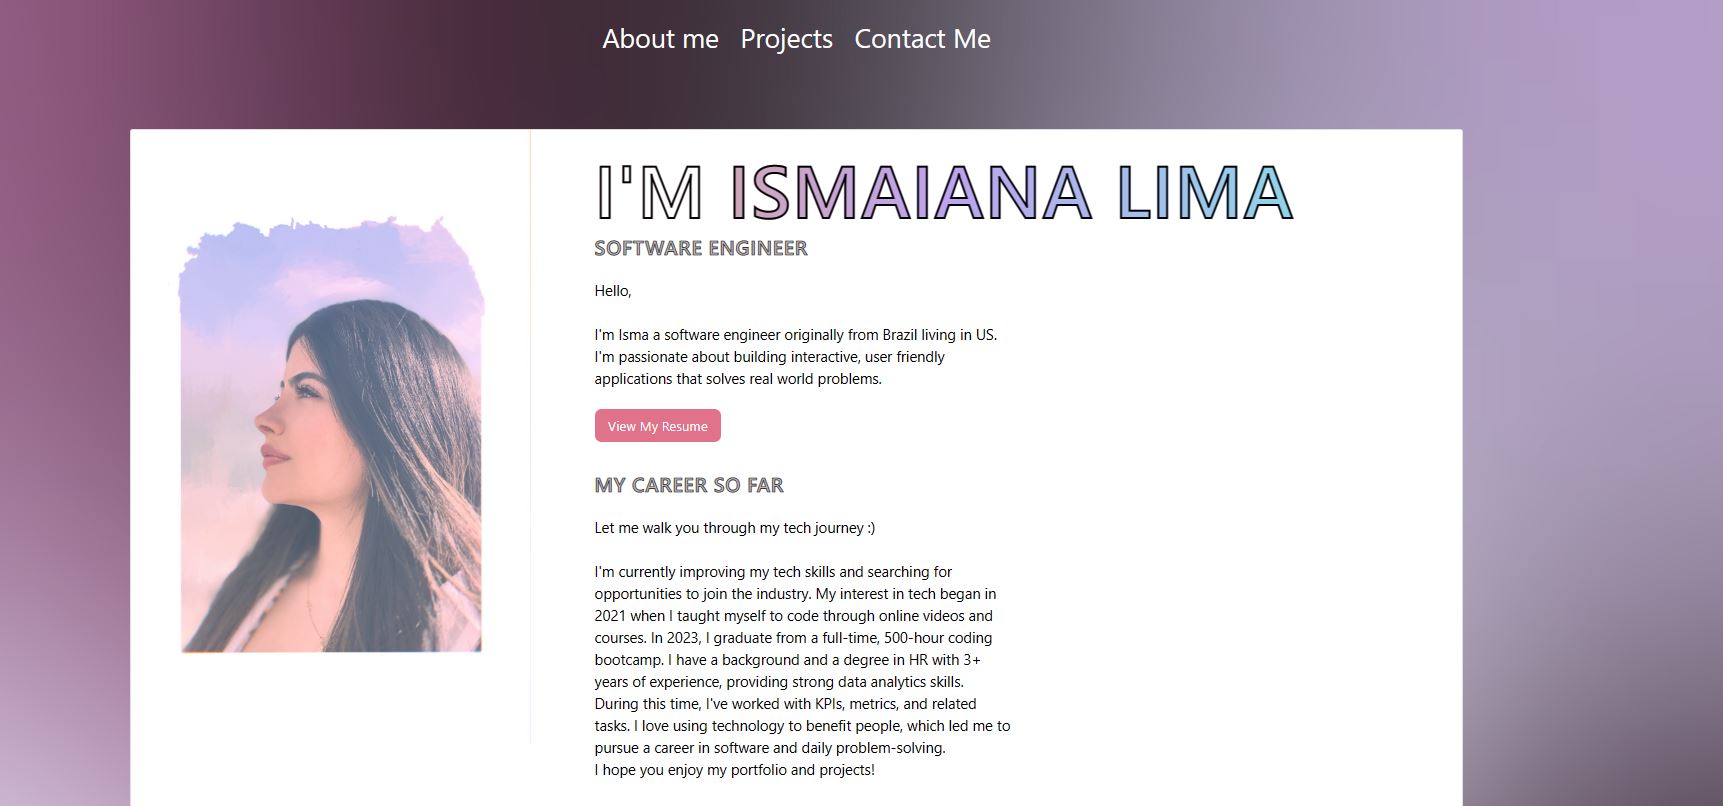 About me Projects Contact Me
I'M ISMAIANA LIMA
SOFTWARE ENGINEER
Hello,
I'm Isma a software engineer originally from Brazil living in US.
I'm passionate about building interactive, user friendly
applications that solves real world problems.
View My Resume
MY CAREER SO FAR
Let me walk you through my tech journey :)
I'm currently improving my tech skills and searching for
opportunities to join the industry. My interest in tech began in
2021 when I taught myself to code through online videos and
courses. In 2023, I graduate from a full-time, 500-hour coding
bootcamp. I have a background and a degree in HR with 3+
years of experience, providing strong data analytics skills.
During this time, I've worked with KPIs, metrics, and related
tasks. I love using technology to benefit people, which led me to
pursue a career in software and daily problem-solving.
I hope you enjoy my portfolio and projects!